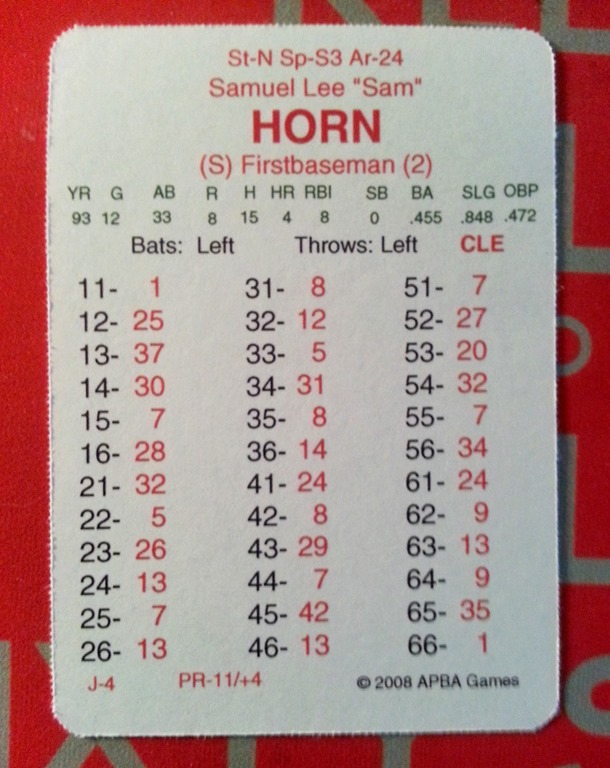 St-N Sp-S3 Ar-24
Samuel Lee "Sam"
HORN
(S) Firstbaseman (2)
YR G AB R H HR RBI SB BA SLG OBP
93 12 33 8 15 4 8 0 .455 .848 .472
Bats: Left Throws: Left CLE
11- 1 31- 8 51- 7
12- 25 32- 12 52- 27
13- 37 33- 5 53- 20
14- 30 34- 31 54- 32
15- 7 35- 8 55- 7
16- 28 36- 14 56- 34
21- 32 41- 24 61- 24
22- 5 42- 8 62- 9
23- 26 43- 29 63- 13
24- 13 44- 7 64- 9
25- 7 45- 42 65- 35
26- 13 46- 13 66- 1
J-4 PR-11/+4 © 2008 APBA Games